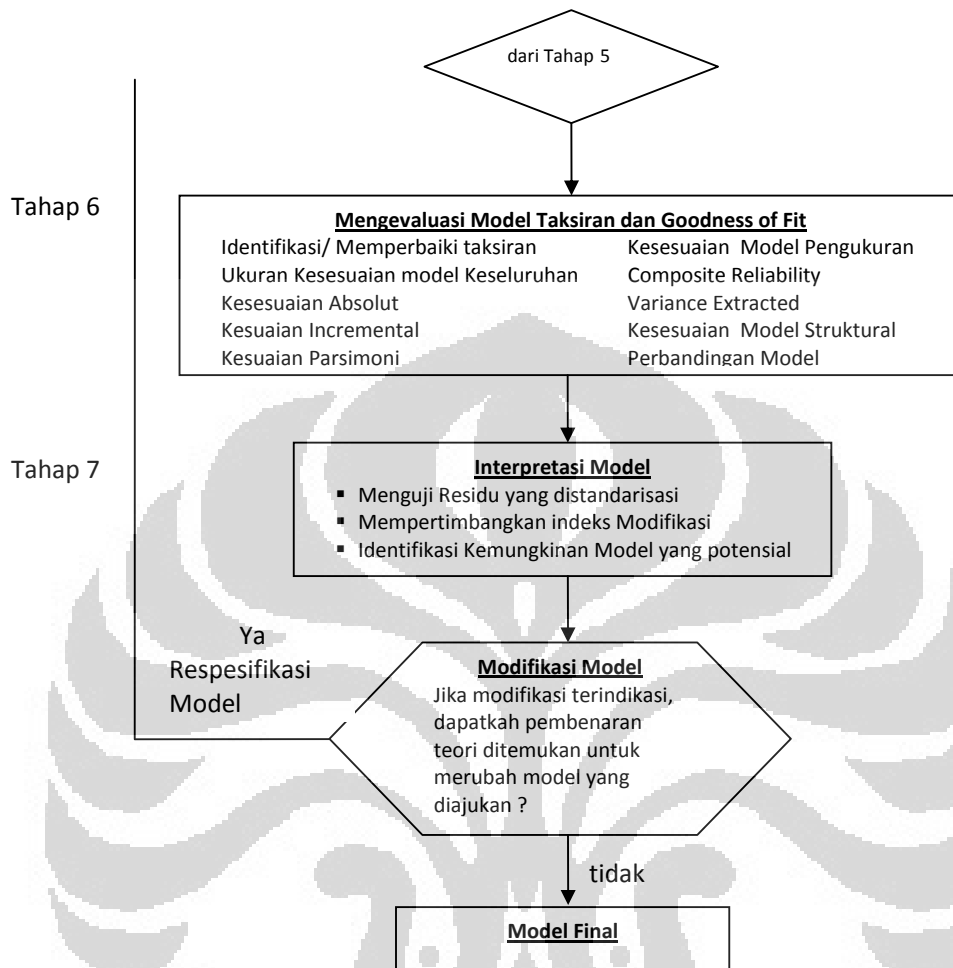 dari Tahap 5
Tahap 6
Mengevaluasi Model Taksiran dan Goodness of Fit
Identifikasi/ Memperbaiki taksiran
Ukuran Kesesuaian model Keseluruhan
Kesesuaian Absolut
Kesuaian Incremental
Kesuaian Parsimoni
Kesesuaian Model Pengukuran
Composite Reliability
Variance Extracted
Kesesuaian Model Struktural
Perbandingan Model
Tahap 7
Interpretasi Model
▪ Menguji Residu yang distandarisasi
▪ Mempertimbangkan indeks Modifikasi
▪ Identifikasi Kemungkinan Model yang potensial
Ya
Respesifikasi
Model
Modifikasi Model
Jika modifikasi terindikasi,
dapatkah pembenaran
teori ditemukan untuk
merubah model yang
diajukan ?
tidak
Model Final